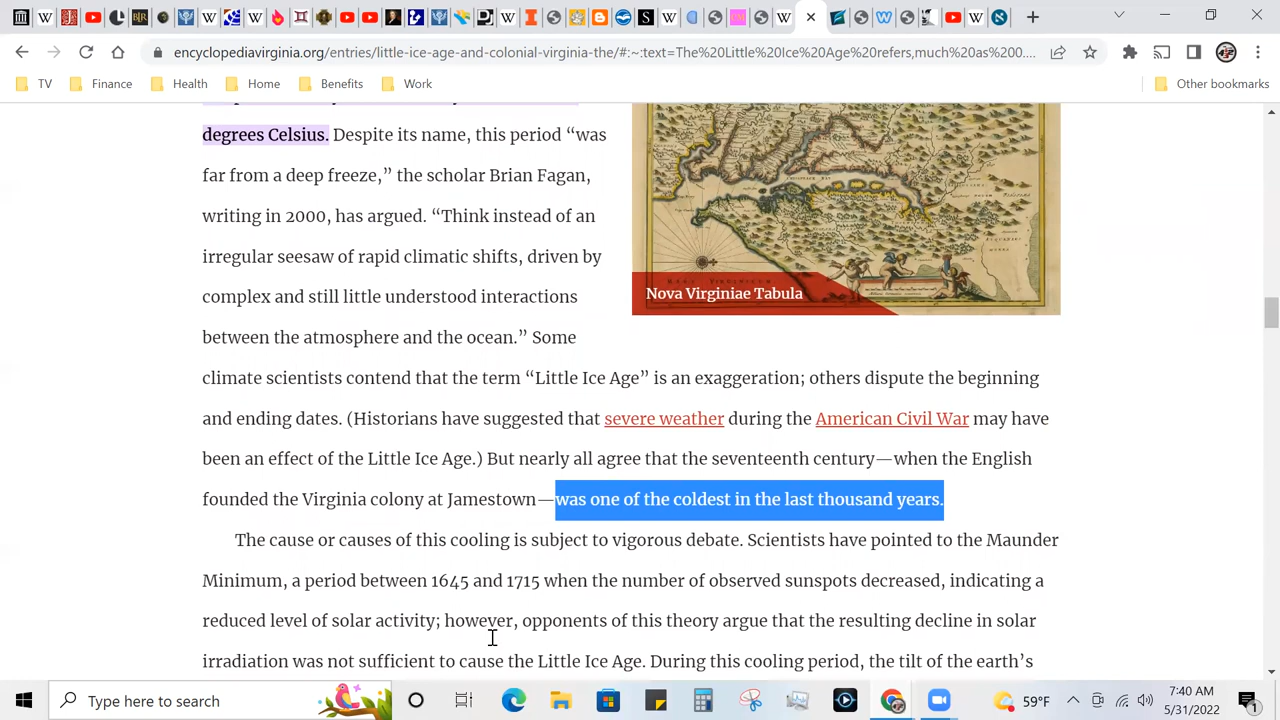 encyclopediavirginia.org/entries/little-ice-age-and-colonial-virginia-the/#:~:text=The%20Little%20Ice%20Age%20refers,much%20as%200....
TV Finance Health Home Benefits Work Other bookmarks
degrees Celsius. Despite its name, this period “was
far from a deep freeze,” the scholar Brian Fagan,
writing in 2000, has argued. “Think instead of an
irregular seesaw of rapid climatic shifts, driven by
complex and still little understood interactions
between the atmosphere and the ocean.” Some
Nova Virginiae Tabula
climate scientists contend that the term “Little Ice Age” is an exaggeration; others dispute the beginning
and ending dates. (Historians have suggested that severe weather during the American Civil War may have
been an effect of the Little Ice Age.) But nearly all agree that the seventeenth century—when the English
founded the Virginia colony at Jamestown—was one of the coldest in the last thousand years.
The cause or causes of this cooling is subject to vigorous debate. Scientists have pointed to the Maunder
Minimum, a period between 1645 and 1715 when the number of observed sunspots decreased, indicating a
reduced level of solar activity; however, opponents of this theory argue that the resulting decline in solar
irradiation was not sufficient to cause the Little Ice Age. During this cooling period, the tilt of the earth’s
Type here to search
59°F
7:40 AM
5/31/2022